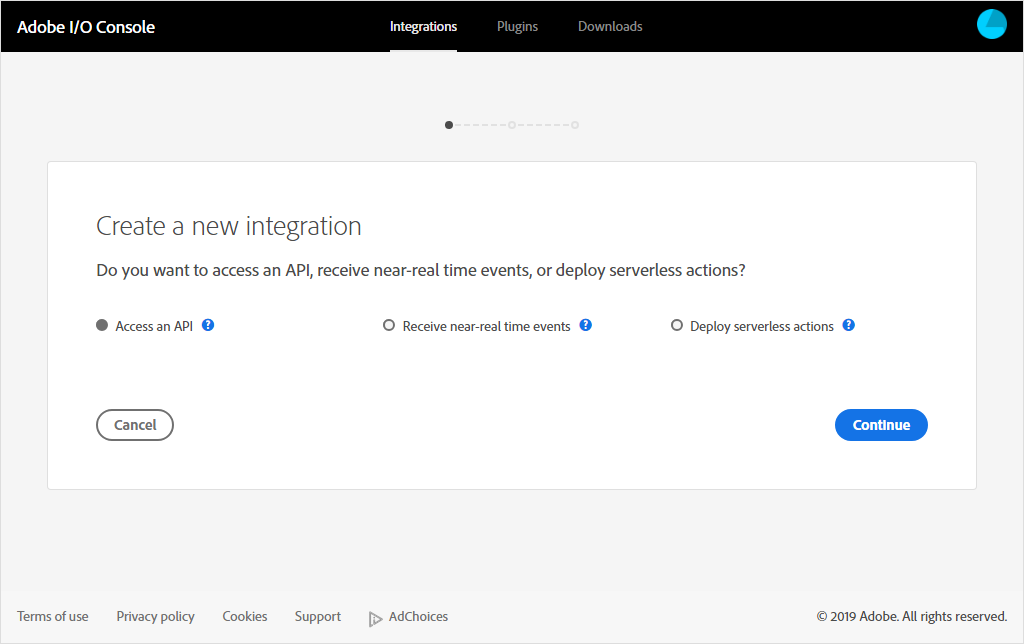 Adobe I/O Console
Integrations
Plugins
Downloads
Create a new integration
Do you want to access an API, receive near-real time events, or deploy serverless actions?
Access an API ?
Receive near-real time events ?
Deploy serverless actions ?
Cancel
Continue
Terms of use
Privacy policy
Cookies
Support
AdChoices
© 2019 Adobe. All rights reserved.